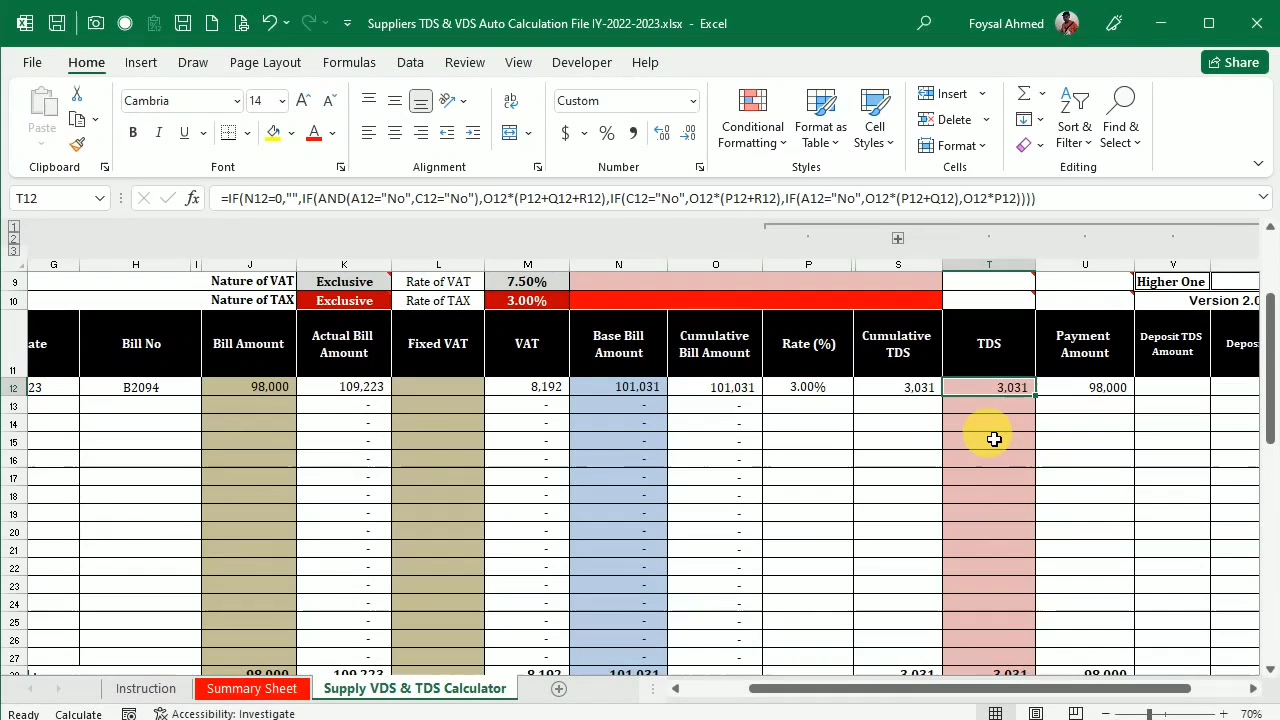 Suppliers TDS & VDS Auto Calculation File IY-2022-2023.xlsx - Excel
Foysal Ahmed
File Home Insert Draw Page Layout Formulas Data Review View Developer Help
Share
Cambria 14
Custom
Paste
Conditional Formatting
Format as Table
Cell Styles
Insert
Delete
Format
Sort & Filter
Find & Select
Clipboard Font Alignment Number Styles Cells Editing
T12
fx
=IF(N12=0,"",IF(AND(A12="No",C12="No"),O12*(P12+Q12+R12),IF(C12="No",O12*(P12+R12),IF(A12="No",O12*(P12+Q12),O12*P12))))
1
2
3
G H I J K L M N O P S T U V
9 Nature of VAT Exclusive Rate of VAT 7.50% Higher One
10 Nature of TAX Exclusive Rate of TAX 3.00% Version 2.0
11 ate Bill No Bill Amount Actual Bill Amount Fixed VAT VAT Base Bill Amount Cumulative Bill Amount Rate (%) Cumulative TDS TDS Payment Amount Deposit TDS Amount Depos
12 23 B2094 98,000 109,223 8,192 101,031 101,031 3.00% 3,031 3,031 98,000
13 - - - -
14 - - - -
15 - - - -
16 - - - -
17 - - - -
18 - - - -
19 - - - -
20 - - - -
21 - - - -
22 - - - -
23 - - - -
24 - - - -
25 - - - -
26 - - - -
27 - - - -
98,000 109,223 8,192 101,031 3,031 3,031 98,000
Instruction Summary Sheet Supply VDS & TDS Calculator
Ready Calculate Accessibility: Investigate 70%